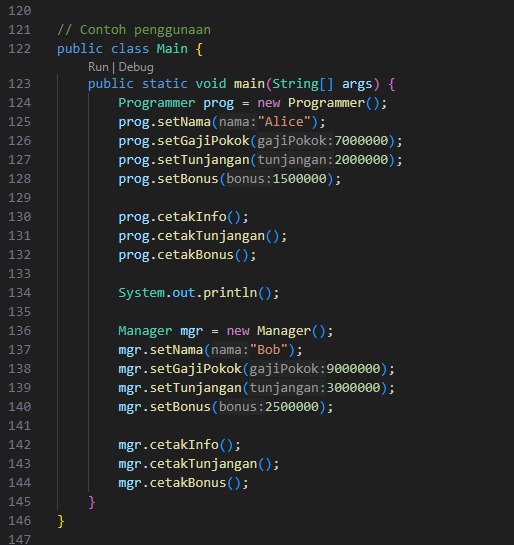 120
121 // Contoh penggunaan
122 public class Main {
Run | Debug
123 public static void main(String[] args) {
124 Programmer prog = new Programmer();
125 prog.setNama(nama:"Alice");
126 prog.setGajiPokok(gajiPokok:7000000);
127 prog.setTunjangan(tunjangan:2000000);
128 prog.setBonus(bonus:1500000);
129
130 prog.cetakInfo();
131 prog.cetakTunjangan();
132 prog.cetakBonus();
133
134 System.out.println();
135
136 Manager mgr = new Manager();
137 mgr.setNama(nama:"Bob");
138 mgr.setGajiPokok(gajiPokok:9000000);
139 mgr.setTunjangan(tunjangan:3000000);
140 mgr.setBonus(bonus:2500000);
141
142 mgr.cetakInfo();
143 mgr.cetakTunjangan();
144 mgr.cetakBonus();
145 }
146 }
147